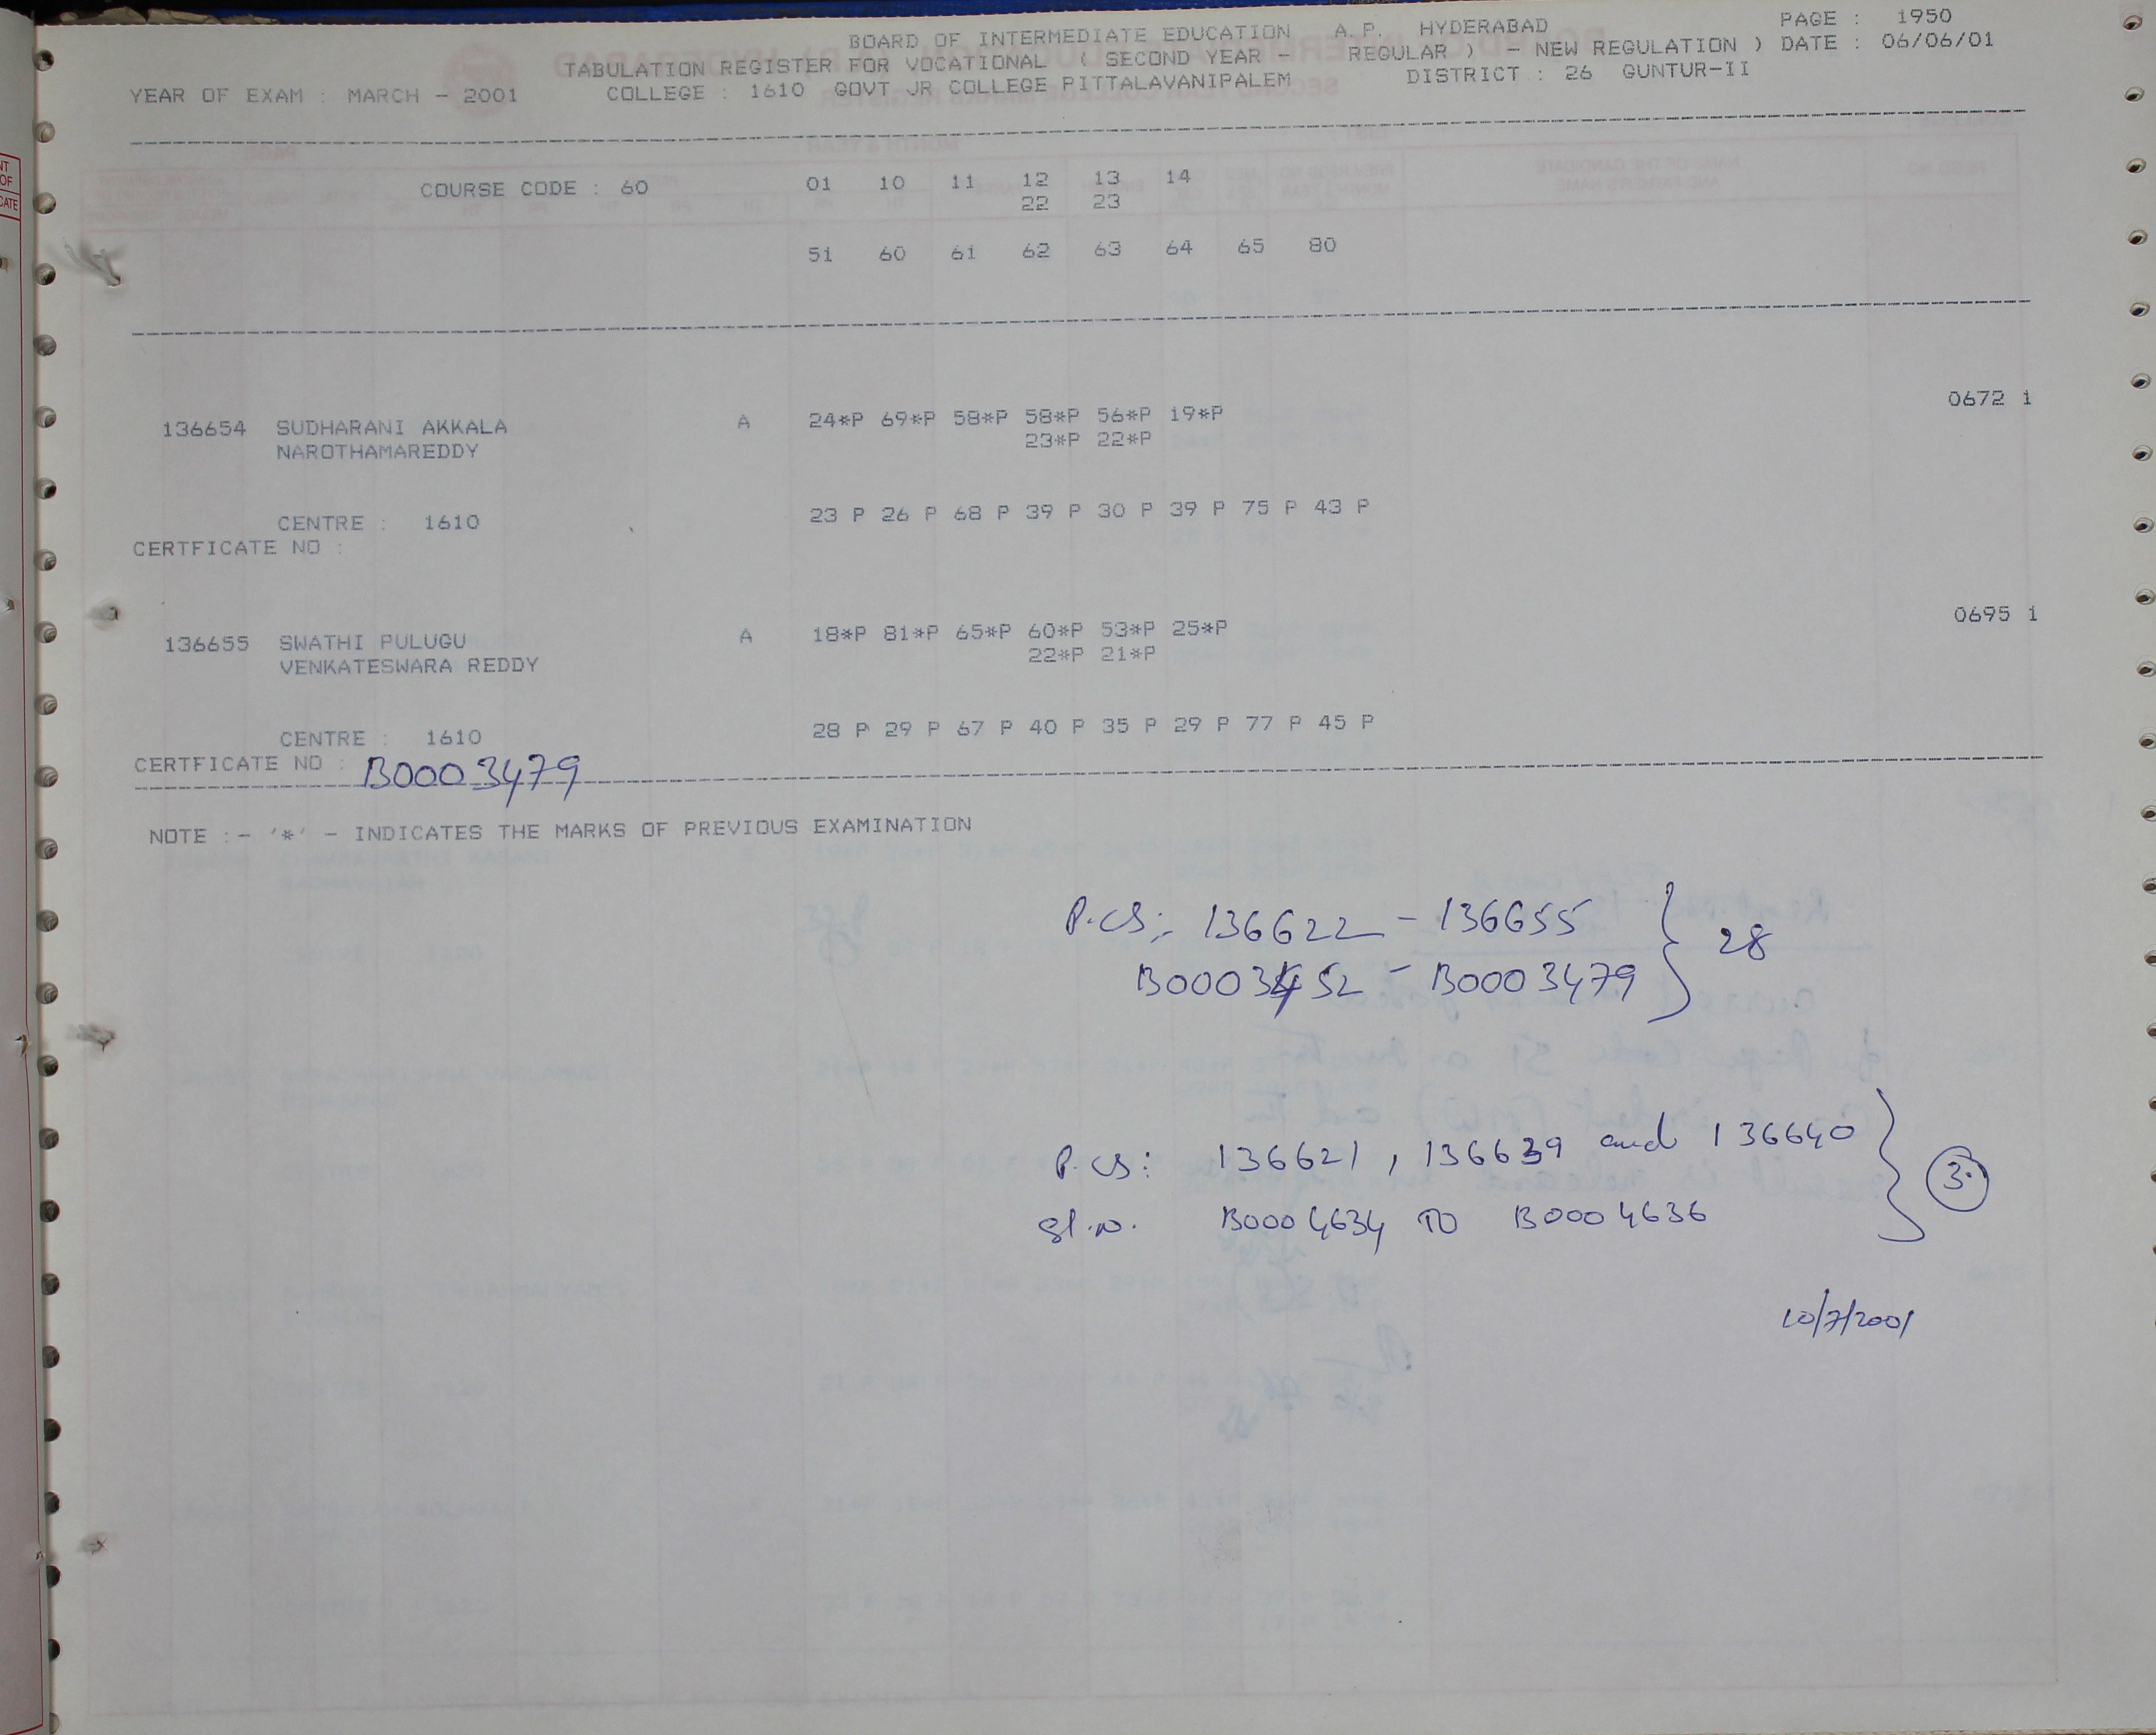 BOARD OF INTERMEDIATE EDUCATION A.P. HYDERABAD PAGE : 1950
TABULATION REGISTER FOR VOCATIONAL ( SECOND YEAR - REGULAR ) - NEW REGULATION ) DATE : 06/06/01
YEAR OF EXAM : MARCH - 2001 COLLEGE : 1610 GOVT JR COLLEGE PITTALAVANIPALEM DISTRICT : 26 GUNTUR-II
COURSE CODE : 60 01 10 11 12 13 14
22 23
51 60 61 62 63 64 65 80
136654 SUDHARANI AKKALA A 24*P 69*P 58*P 58*P 56*P 19*P 0672 1
NAROTHAMAREDDY 23*P 22*P
CENTRE : 1610 23 P 26 P 68 P 39 P 30 P 39 P 75 P 43 P
CERTFICATE NO :
136655 SWATHI PULUGU A 18*P 81*P 65*P 60*P 53*P 25*P 0695 1
VENKATESWARA REDDY 22*P 21*P
CENTRE : 1610 28 P 29 P 67 P 40 P 35 P 29 P 77 P 45 P
CERTFICATE NO : B0003479
NOTE :- '*' - INDICATES THE MARKS OF PREVIOUS EXAMINATION
P.Cs: 136622 - 136655
28
B0003452 - B0003479
P.Cs: 136621, 136639 and 136640
3.
Sl.No. B0004634 TO B0004636
10/7/2001